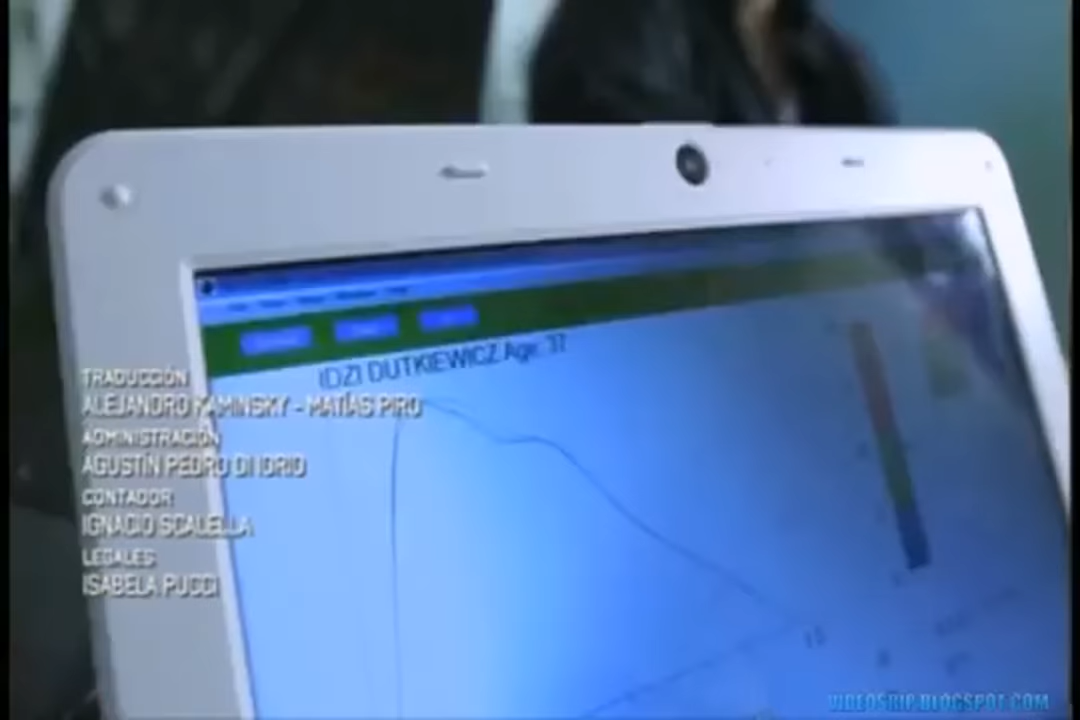 IDZI DUTKIEWICZ Age: 37
TRADUCCIÓN
ALEJANDRO KAMINSKY - MATÍAS PIRO
ADMINISTRACIÓN
AGUSTÍN PEDRO DI IORIO
CONTADOR
IGNACIO SCALELLA
LEGALES
ISABELA PUCCI
VIDEOSRIP.BLOGSPOT.COM